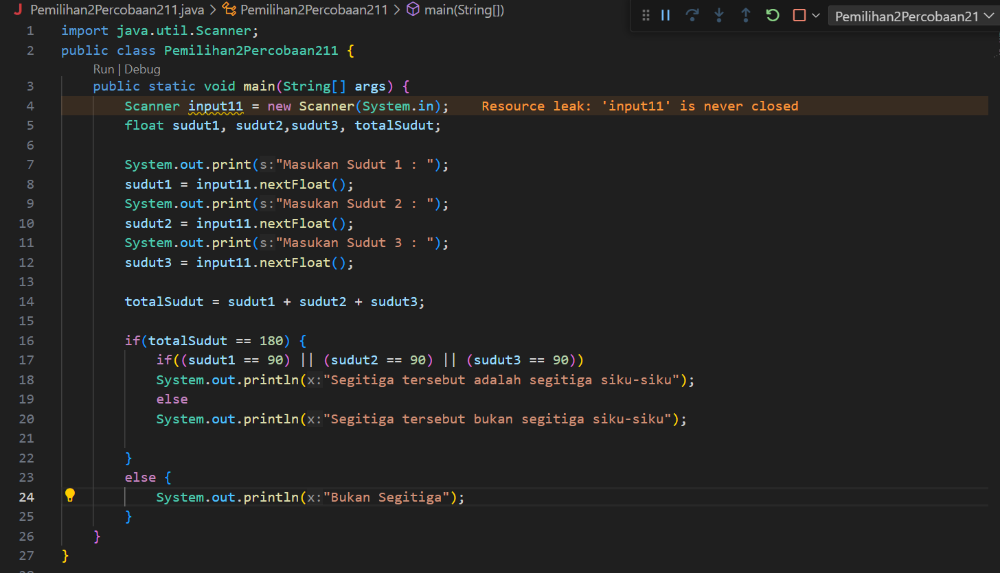 Pemilihan2Percobaan211.java > Pemilihan2Percobaan211 > main(String[])
Pemilihan2Percobaan21
1 import java.util.Scanner;
2 public class Pemilihan2Percobaan211 {
Run | Debug
3 public static void main(String[] args) {
4 Scanner input11 = new Scanner(System.in); Resource leak: 'input11' is never closed
5 float sudut1, sudut2,sudut3, totalSudut;
6
7 System.out.print(s:"Masukan Sudut 1 : ");
8 sudut1 = input11.nextFloat();
9 System.out.print(s:"Masukan Sudut 2 : ");
10 sudut2 = input11.nextFloat();
11 System.out.print(s:"Masukan Sudut 3 : ");
12 sudut3 = input11.nextFloat();
13
14 totalSudut = sudut1 + sudut2 + sudut3;
15
16 if(totalSudut == 180) {
17 if((sudut1 == 90) || (sudut2 == 90) || (sudut3 == 90))
18 System.out.println(x:"Segitiga tersebut adalah segitiga siku-siku");
19 else
20 System.out.println(x:"Segitiga tersebut bukan segitiga siku-siku");
21
22 }
23 else {
24 System.out.println(x:"Bukan Segitiga");
25 }
26 }
27 }